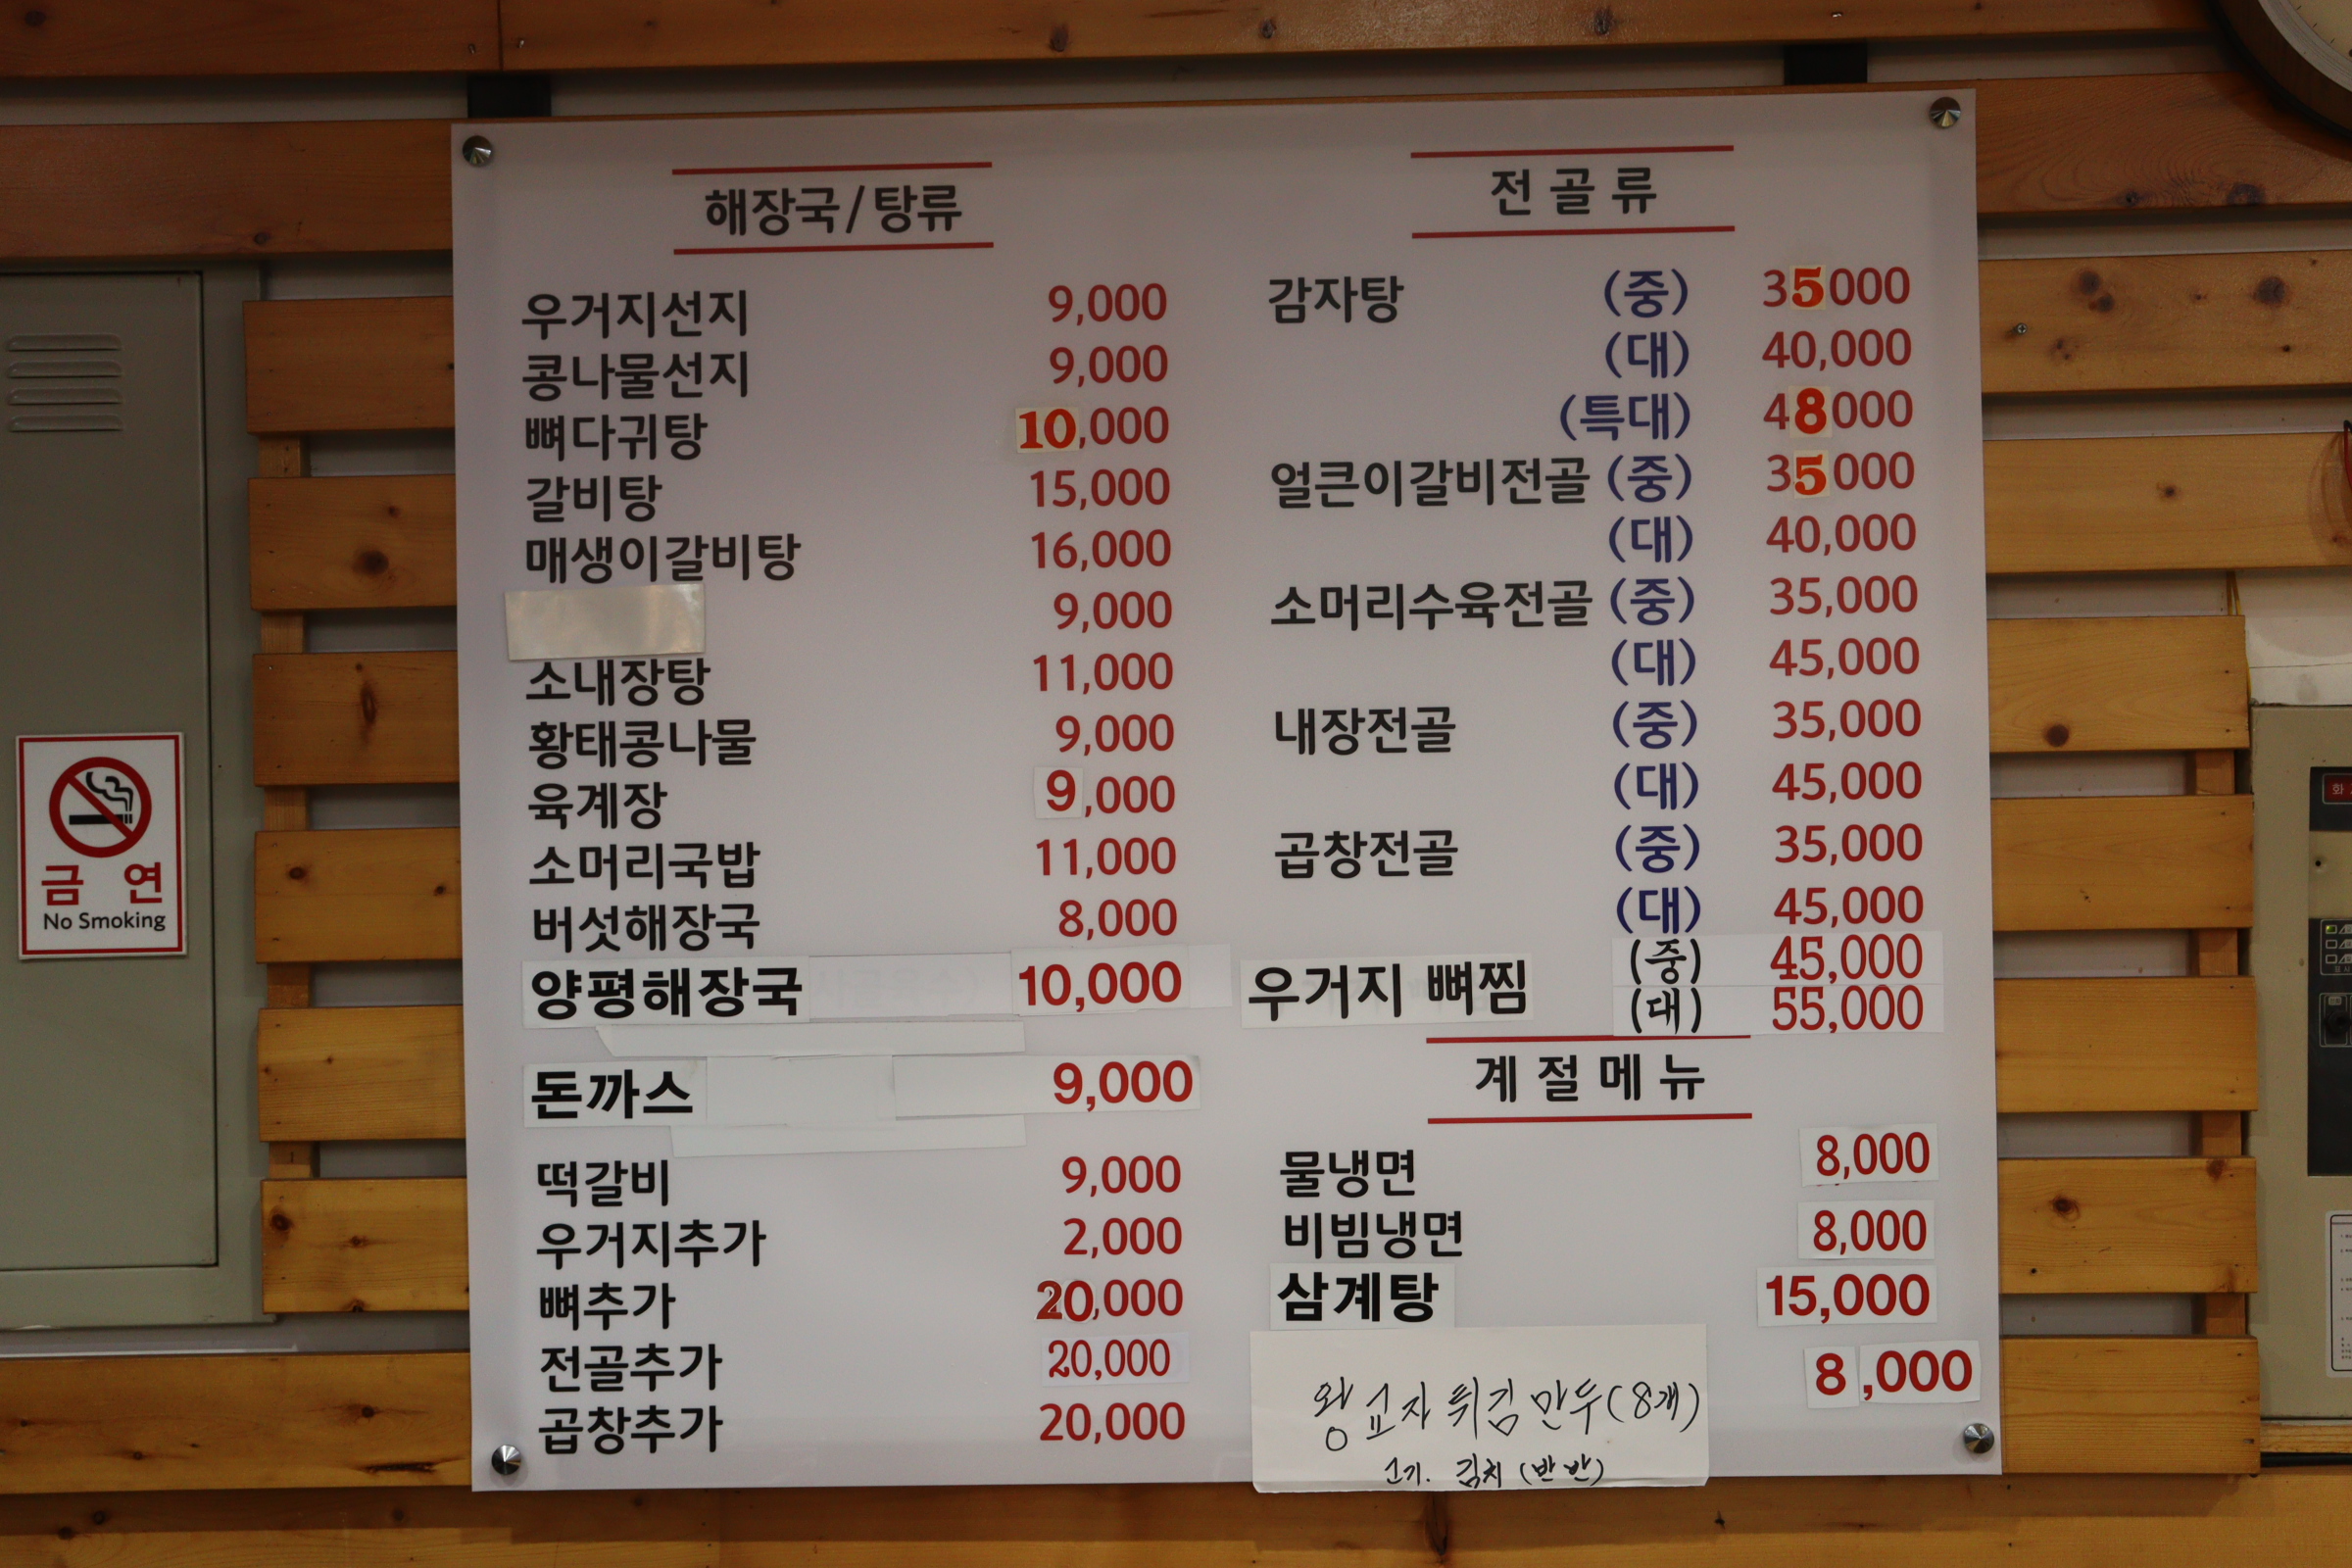 해장국/탕류
우거지선지 9,000
콩나물선지 9,000
뼈다귀탕 10,000
갈비탕 15,000
매생이갈비탕 16,000
9,000
소내장탕 11,000
황태콩나물 9,000
육계장 9,000
소머리국밥 11,000
버섯해장국 8,000
양평해장국 10,000
돈까스 9,000
떡갈비 9,000
우거지추가 2,000
뼈추가 20,000
전골추가 20,000
곱창추가 20,000
전골류
감자탕 (중) 35000
(대) 40,000
(특대) 48000
얼큰이갈비전골 (중) 35000
(대) 40,000
소머리수육전골 (중) 35,000
(대) 45,000
내장전골 (중) 35,000
(대) 45,000
곱창전골 (중) 35,000
(대) 45,000
우거지 뼈찜 (중) 45,000
(대) 55,000
계절메뉴
물냉면 8,000
비빔냉면 8,000
삼계탕 15,000
왕교자튀김만두(8개) 8,000
고기. 김치 (반반)
금연
No Smoking
화